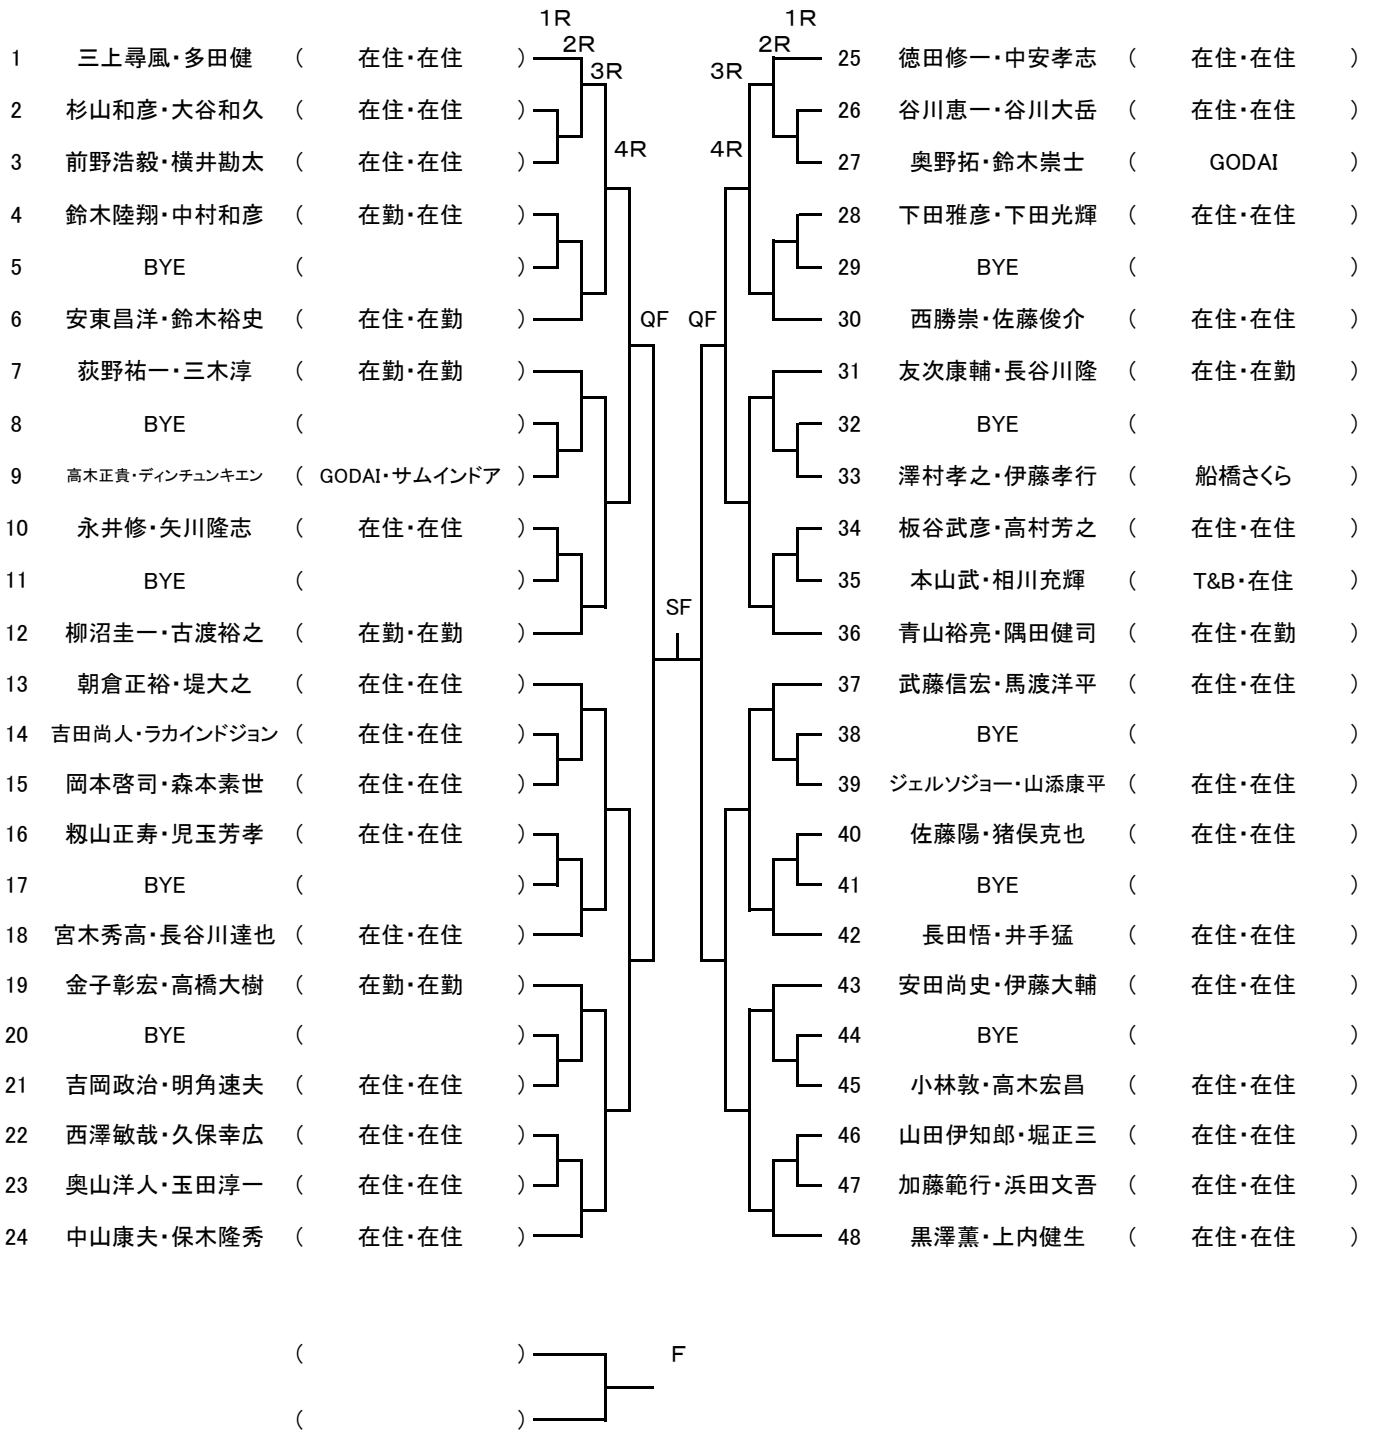 1R 1R
2R 2R
1 三上尋風・多田健 ( 在住・在住 ) 25 徳田修一・中安孝志 ( 在住・在住 )
3R 3R
2 杉山和彦・大谷和久 ( 在住・在住 ) 26 谷川恵一・谷川大岳 ( 在住・在住 )
4R 4R
3 前野浩毅・横井勘太 ( 在住・在住 ) 27 奥野拓・鈴木崇士 ( GODAI )
4 鈴木陸翔・中村和彦 ( 在勤・在住 ) 28 下田雅彦・下田光輝 ( 在住・在住 )
5 BYE ( ) 29 BYE ( )
6 安東昌洋・鈴木裕史 ( 在住・在勤 ) QF QF 30 西勝崇・佐藤俊介 ( 在住・在住 )
7 荻野祐一・三木淳 ( 在勤・在勤 ) 31 友次康輔・長谷川隆 ( 在住・在勤 )
8 BYE ( ) 32 BYE ( )
9 高木正貴・ディンチュンキエン ( GODAI・サムインドア ) 33 澤村孝之・伊藤孝行 ( 船橋さくら )
10 永井修・矢川隆志 ( 在住・在住 ) 34 板谷武彦・高村芳之 ( 在住・在住 )
11 BYE ( ) 35 本山武・相川充輝 ( T&B・在住 )
SF
12 柳沼圭一・古渡裕之 ( 在勤・在勤 ) 36 青山裕亮・隅田健司 ( 在住・在勤 )
13 朝倉正裕・堤大之 ( 在住・在住 ) 37 武藤信宏・馬渡洋平 ( 在住・在住 )
14 吉田尚人・ラカインドジョン ( 在住・在住 ) 38 BYE ( )
15 岡本啓司・森本素世 ( 在住・在住 ) 39 ジェルソジョー・山添康平 ( 在住・在住 )
16 籾山正寿・児玉芳孝 ( 在住・在住 ) 40 佐藤陽・猪俣克也 ( 在住・在住 )
17 BYE ( ) 41 BYE ( )
18 宮木秀高・長谷川達也 ( 在住・在住 ) 42 長田悟・井手猛 ( 在住・在住 )
19 金子彰宏・高橋大樹 ( 在勤・在勤 ) 43 安田尚史・伊藤大輔 ( 在住・在住 )
20 BYE ( ) 44 BYE ( )
21 吉岡政治・明角速夫 ( 在住・在住 ) 45 小林敦・高木宏昌 ( 在住・在住 )
22 西澤敏哉・久保幸広 ( 在住・在住 ) 46 山田伊知郎・堀正三 ( 在住・在住 )
23 奥山洋人・玉田淳一 ( 在住・在住 ) 47 加藤範行・浜田文吾 ( 在住・在住 )
24 中山康夫・保木隆秀 ( 在住・在住 ) 48 黒澤薫・上内健生 ( 在住・在住 )
( ) F
( )